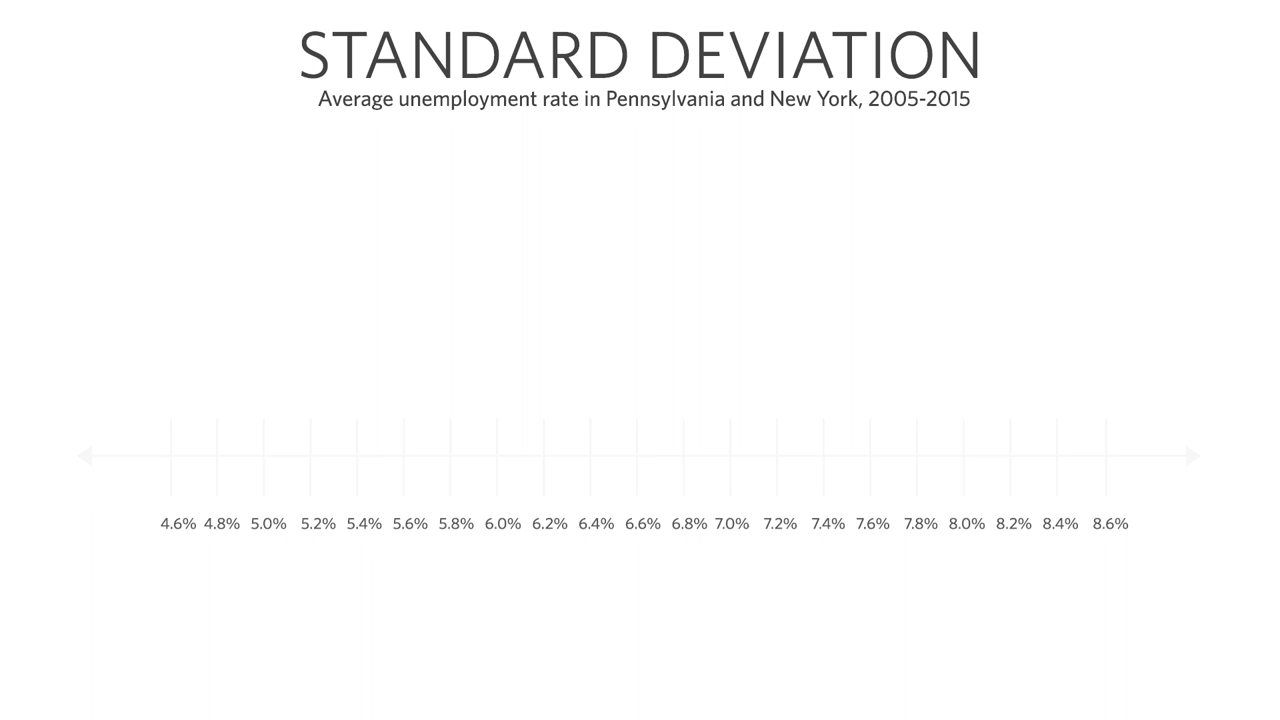 STANDARD DEVIATION
Average unemployment rate in Pennsylvania and New York, 2005-2015
4.6% 4.8% 5.0% 5.2% 5.4% 5.6% 5.8% 6.0% 6.2% 6.4% 6.6% 6.8% 7.0% 7.2% 7.4% 7.6% 7.8% 8.0% 8.2% 8.4% 8.6%